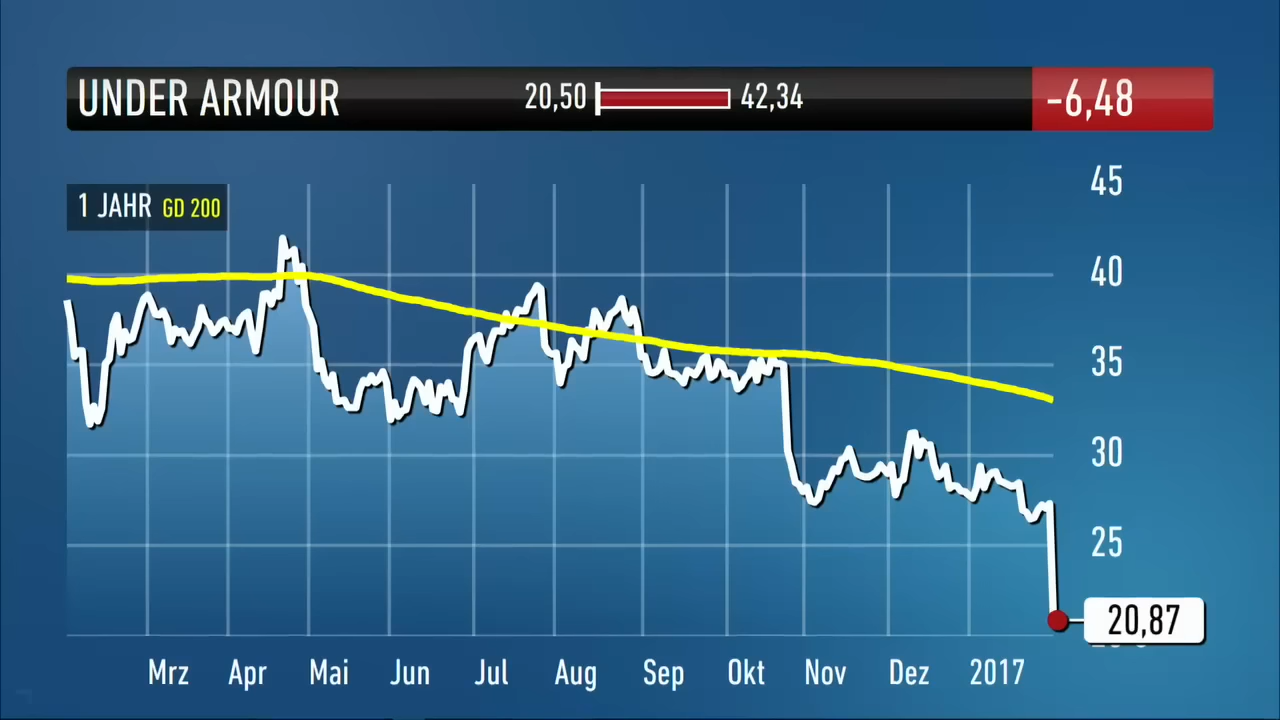 UNDER ARMOUR 20,50 42,34 -6,48
1 JAHR GD 200
45
40
35
30
25
20,87
Mrz Apr Mai Jun Jul Aug Sep Okt Nov Dez 2017